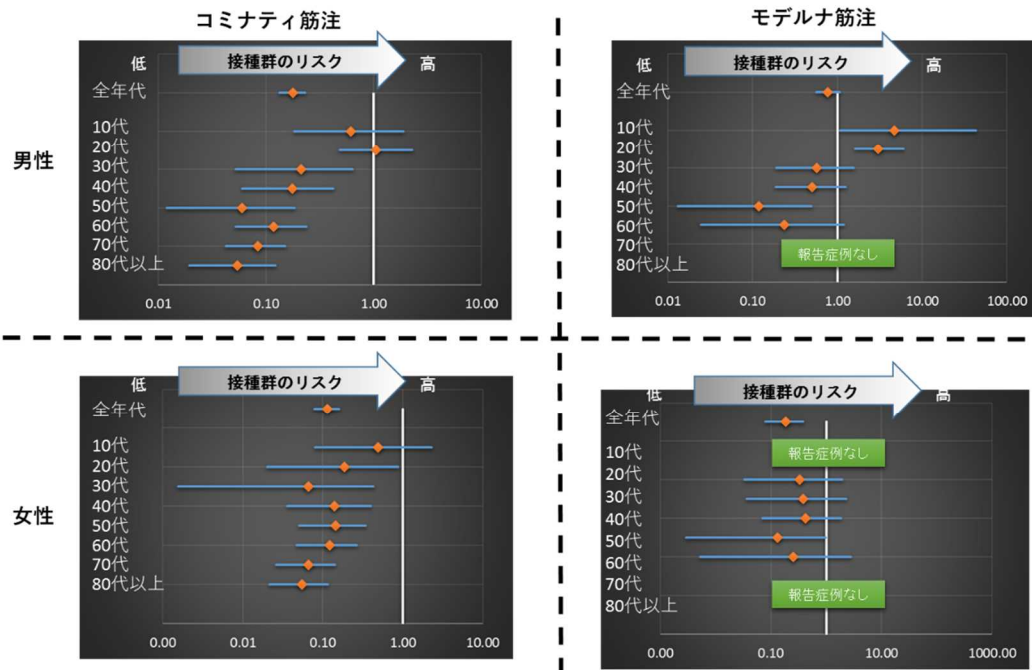 コミナティ筋注
モデルナ筋注
男性
低
接種群のリスク
高
全年代
10代
20代
30代
40代
50代
60代
70代
80代以上
0.01
0.10
1.00
10.00
低
接種群のリスク
高
全年代
10代
20代
30代
40代
50代
60代
70代
報告症例なし
80代以上
0.01
0.10
1.00
10.00
100.00
女性
低
接種群のリスク
高
全年代
10代
20代
30代
40代
50代
60代
70代
80代以上
0.00
0.10
1.00
10.00
低
接種群のリスク
高
全年代
10代
報告症例なし
20代
30代
40代
50代
60代
70代
報告症例なし
80代以上
0.00
0.10
10.00
1000.00